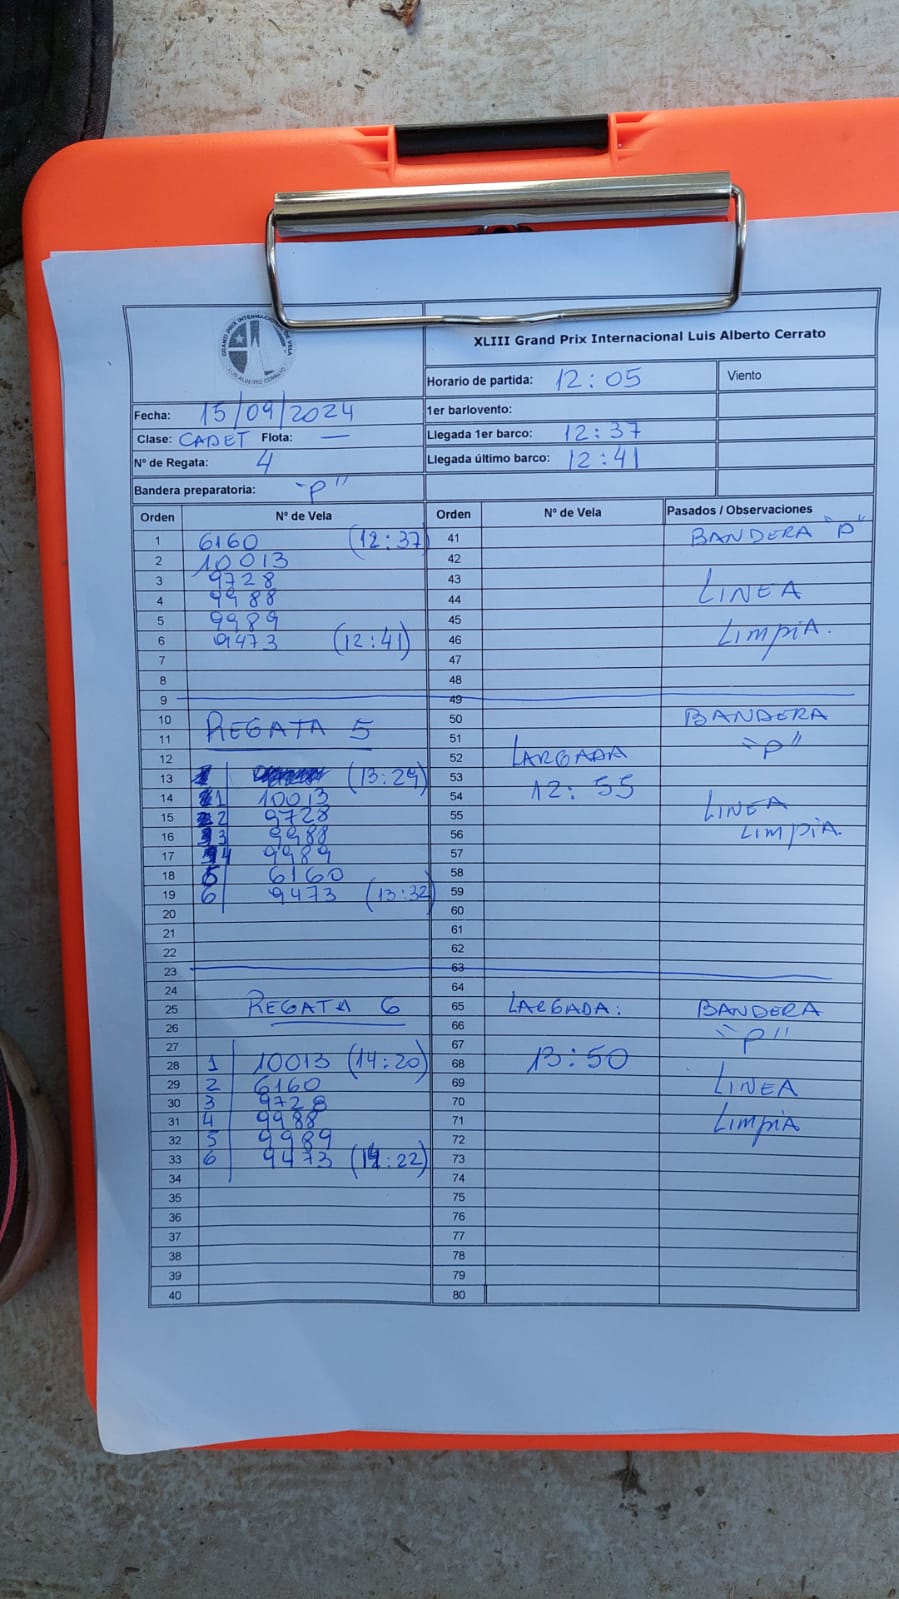 GRAND PRIX INTERNACIONAL DE VELA
LUIS ALBERTO CERRATO
XLIII Grand Prix Internacional Luis Alberto Cerrato
Horario de partida: 12:05 Viento
Fecha: 15/09/2024 1er barlovento:
Clase: CADET Flota: — Llegada 1er barco: 12:37
Nº de Regata: 4 Llegada último barco: 12:41
Bandera preparatoria: "P"
Orden Nº de Vela Orden Nº de Vela Pasados / Observaciones
1 6160 (12:37) 41 BANDERA "P"
2 10013 42
3 9728 43
4 9988 44 LINEA
5 9989 45
6 9473 (12:41) 46 LIMPIA.
7 47
8 48
9 49
10 50 BANDERA
11 REGATA 5 51 "P"
12 52 LARGADA
13 (13:29) 53
14 1 10013 54 12:55
15 2 9728 55 LINEA
16 3 9988 56 LIMPIA.
17 4 9989 57
18 5 6160 58
19 6 9473 (13:32) 59
20 60
21 61
22 62
23 63
24 64
25 REGATA 6 65 LARGADA: BANDERA
26 66 "P"
27 67
28 1 10013 (14:20) 68 13:50
29 2 6160 69 LINEA
30 3 9728 70
31 4 9988 71 LIMPIA
32 5 9989 72
33 6 9473 (14:22) 73
34 74
35 75
36 76
37 77
38 78
39 79
40 80